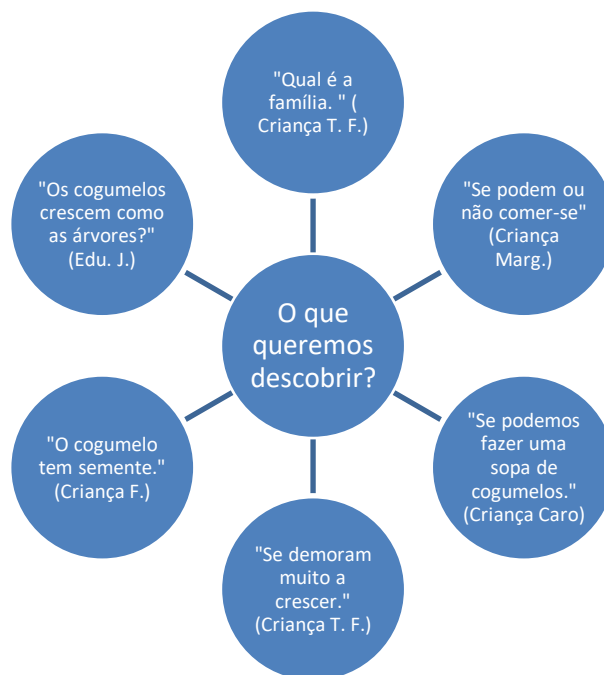 "Qual é a
família. " (
Criança T. F.)
"Os cogumelos
crescem como
as árvores?"
(Edu. J.)
"Se podem ou
não comer-se"
(Criança
Marg.)
O que
queremos
descobrir?
"O cogumelo
tem semente."
(Criança F.)
"Se podemos
fazer uma
sopa de
cogumelos."
(Criança Caro)
"Se demoram
muito a
crescer."
(Criança T. F.)